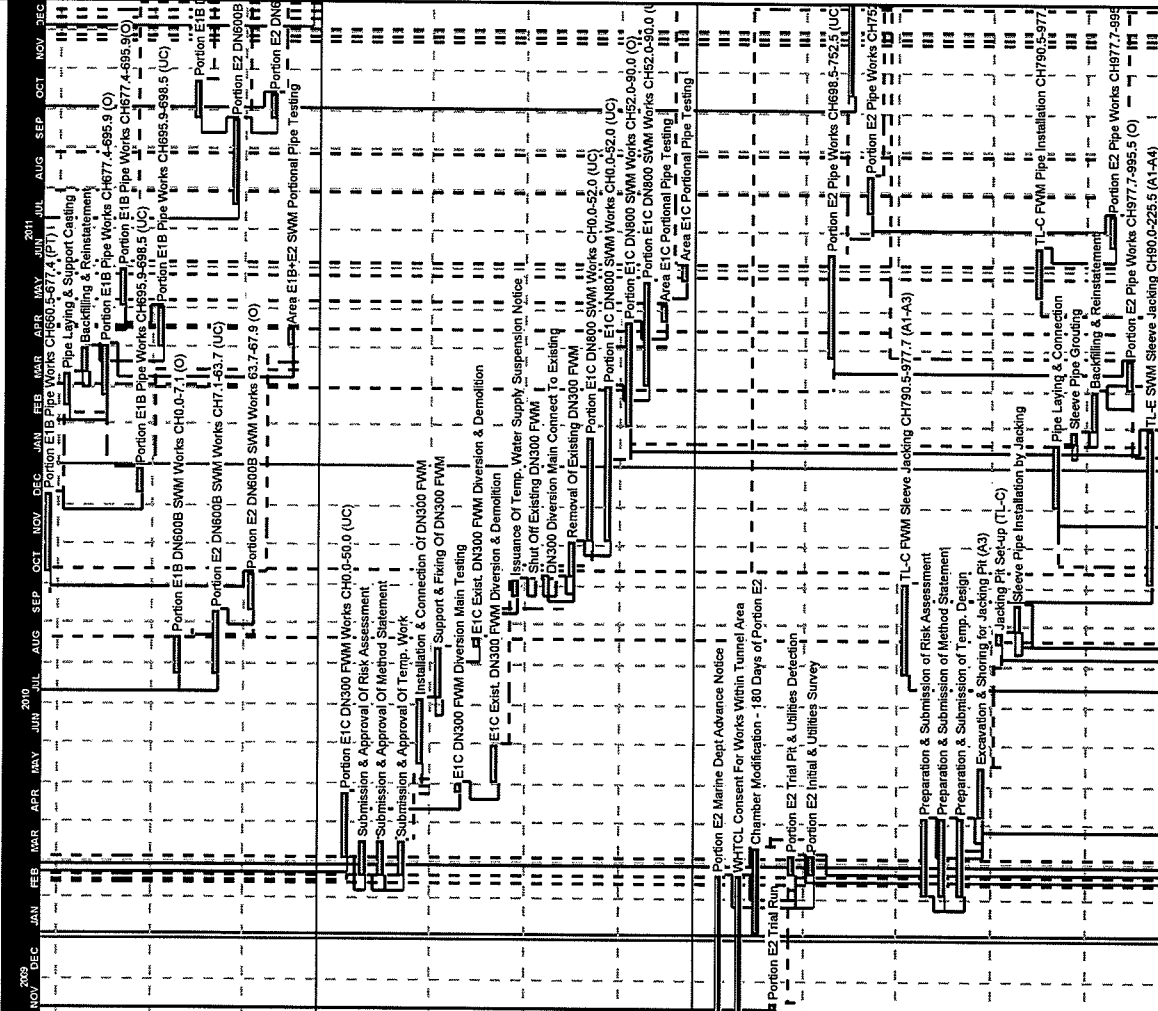 2009 2010 2011
NOV DEC JAN FEB MAR APR MAY JUN JUL AUG SEP OCT NOV DEC JAN FEB MAR APR MAY JUN JUL AUG SEP OCT NOV DEC
Portion E1B Pipe Works CH660.5-677.4 (PT)
Pipe Laying & Support Casting
Backfilling & Reinstatement
Portion E1B Pipe Works CH677.4-695.9 (O)
Portion E1B Pipe Works CH677.4-695.9(O)
Portion E1B Pipe Works CH695.9-698.5 (UC)
Portion E1B Pipe Works CH695.9-698.5 (UC)
Portion E1B DN600B SWM Works CH0.0-7.1 (O)
Portion E1B
Portion E2 DN600B SWM Works CH7.1-63.7 (UC)
Portion E2 DN600B
Portion E2 DN600B SWM Works 63.7-67.9 (O)
Portion E2 DN6
Area E1B+E2 SWM Portional Pipe Testing
Portion E1C DN300 FWM Works CH0.0-50.0 (UC)
Submission & Approval Of Risk Assessment
Submission & Approval Of Method Statement
Submission & Approval Of Temp. Work
Installation & Connection Of DN300 FWM
Support & Fixing Of DN300 FWM
E1C DN300 FWM Diversion Main Testing
E1C Exist. DN300 FWM Diversion & Demolition
E1C Exist. DN300 FWM Diversion & Demolition
Issuance Of Temp. Water Supply Suspension Notice
Shut Off Existing DN300 FWM
DN300 Diversion Main Connect To Existing
Removal Of Existing DN300 FWM
Portion E1C DN800 SWM Works CH0.0-52.0 (UC)
Portion E1C DN800 SWM Works CH0.0-52.0 (UC)
Portion E1C DN800 SWM Works CH52.0-90.0 (O)
Portion E1C DN800 SWM Works CH52.0-90.0 (
Area E1C Portional Pipe Testing
Area E1C Portional Pipe Testing
Portion E2 Marine Dept Advance Notice
WHTCL Consent For Works Within Tunnel Area
Chamber Modification - 180 Days of Portion E2
Portion E2 Trial Run
Portion E2 Trial Pit & Utilities Detection
Portion E2 Initial & Utilities Survey
Portion E2 Pipe Works CH698.5-752.5 (UC)
Portion E2 Pipe Works CH752
TL-C FWM Sleeve Jacking CH790.5-977.7 (A1-A3)
Preparation & Submission of Risk Assessment
Preparation & Submission of Method Statement
Preparation & Submission of Temp. Design
Excavation & Shoring for Jacking Pit (A3)
Jacking Pit Set-up (TL-C)
Sleeve Pipe Installation by Jacking
TL-C FWM Pipe Installation CH790.5-977
Pipe Laying & Connection
Sleeve Pipe Grouting
Backfilling & Reinstatement
Portion E2 Pipe Works CH977.7-995
Portion E2 Pipe Works CH977.7-995.5 (O)
TL-E SWM Sleeve Jacking CH90.0-225.5 (A1-A4)